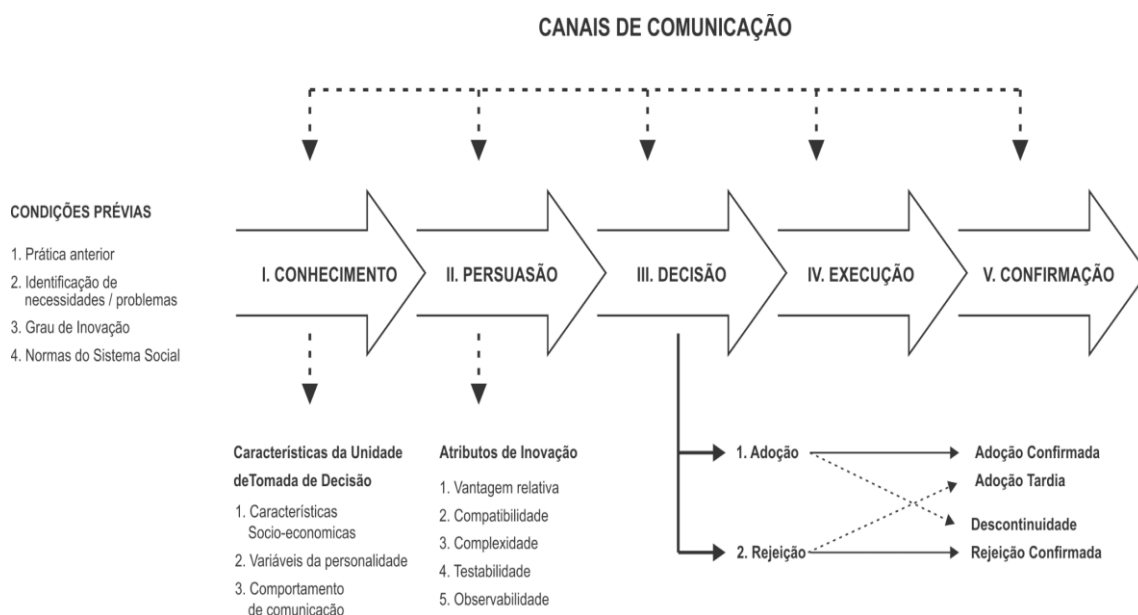 CANAIS DE COMUNICAÇÃO
CONDIÇÕES PRÉVIAS
1. Prática anterior
2. Identificação de
necessidades / problemas
3. Grau de Inovação
4. Normas do Sistema Social
I. CONHECIMENTO
II. PERSUASÃO
III. DECISÃO
IV. EXECUÇÃO
V. CONFIRMAÇÃO
Características da Unidade
deTomada de Decisão
1. Características
Socio-economicas
2. Variáveis da personalidade
3. Comportamento
de comunicação
Atributos de Inovação
1. Vantagem relativa
2. Compatibilidade
3. Complexidade
4. Testabilidade
5. Observabilidade
1. Adoção
2. Rejeição
Adoção Confirmada
Adoção Tardia
Descontinuidade
Rejeição Confirmada